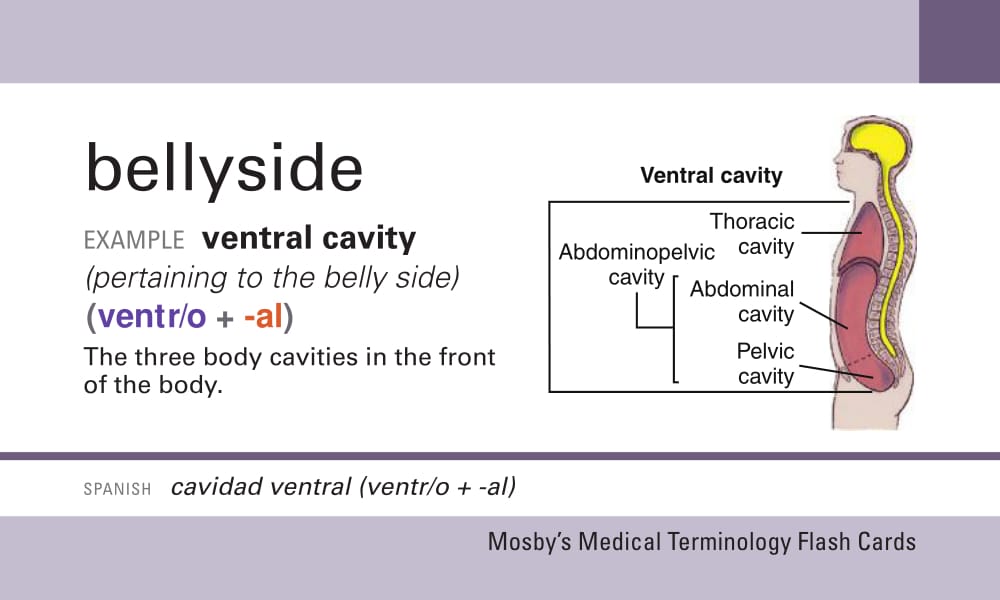 bellyside
EXAMPLE ventral cavity
(pertaining to the belly side)
(ventr/o + -al)
The three body cavities in the front
of the body.
Ventral cavity
Thoracic
cavity
Abdominopelvic
cavity
Abdominal
cavity
Pelvic
cavity
SPANISH cavidad ventral (ventr/o + -al)
Mosby's Medical Terminology Flash Cards